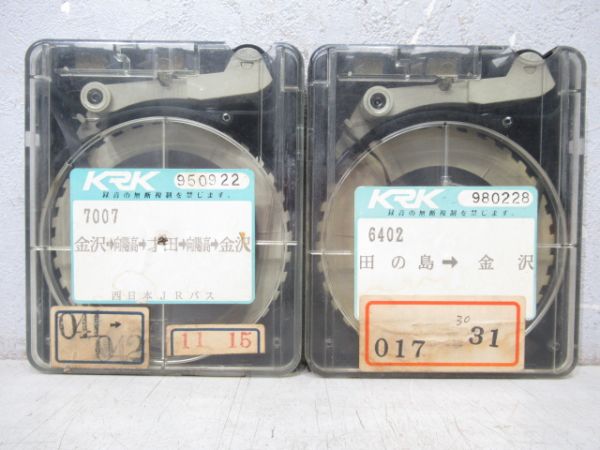 KRK 950922
録音の無断複製を禁じます。
7007
金沢➡向陽高➡才田➡向陽高➡金沢
西日本JRバス
041→
042
11 15
KRK 980228
録音の無断複製を禁じます。
6402
田の島➡金沢
30
017 31